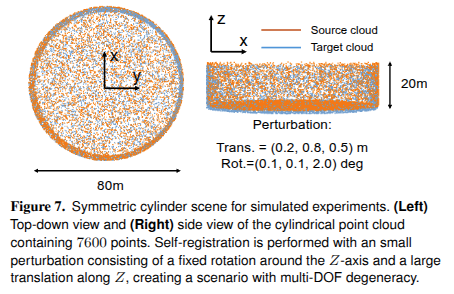 x
y
80m
z
x
Source cloud
Target cloud
20m
Perturbation:
Trans. = (0.2, 0.8, 0.5) m
Rot.=(0.1, 0.1, 2.0) deg
Figure 7. Symmetric cylinder scene for simulated experiments. (Left)
Top-down view and (Right) side view of the cylindrical point cloud
containing 7600 points. Self-registration is performed with an small
perturbation consisting of a fixed rotation around the Z-axis and a large
translation along Z, creating a scenario with multi-DOF degeneracy.